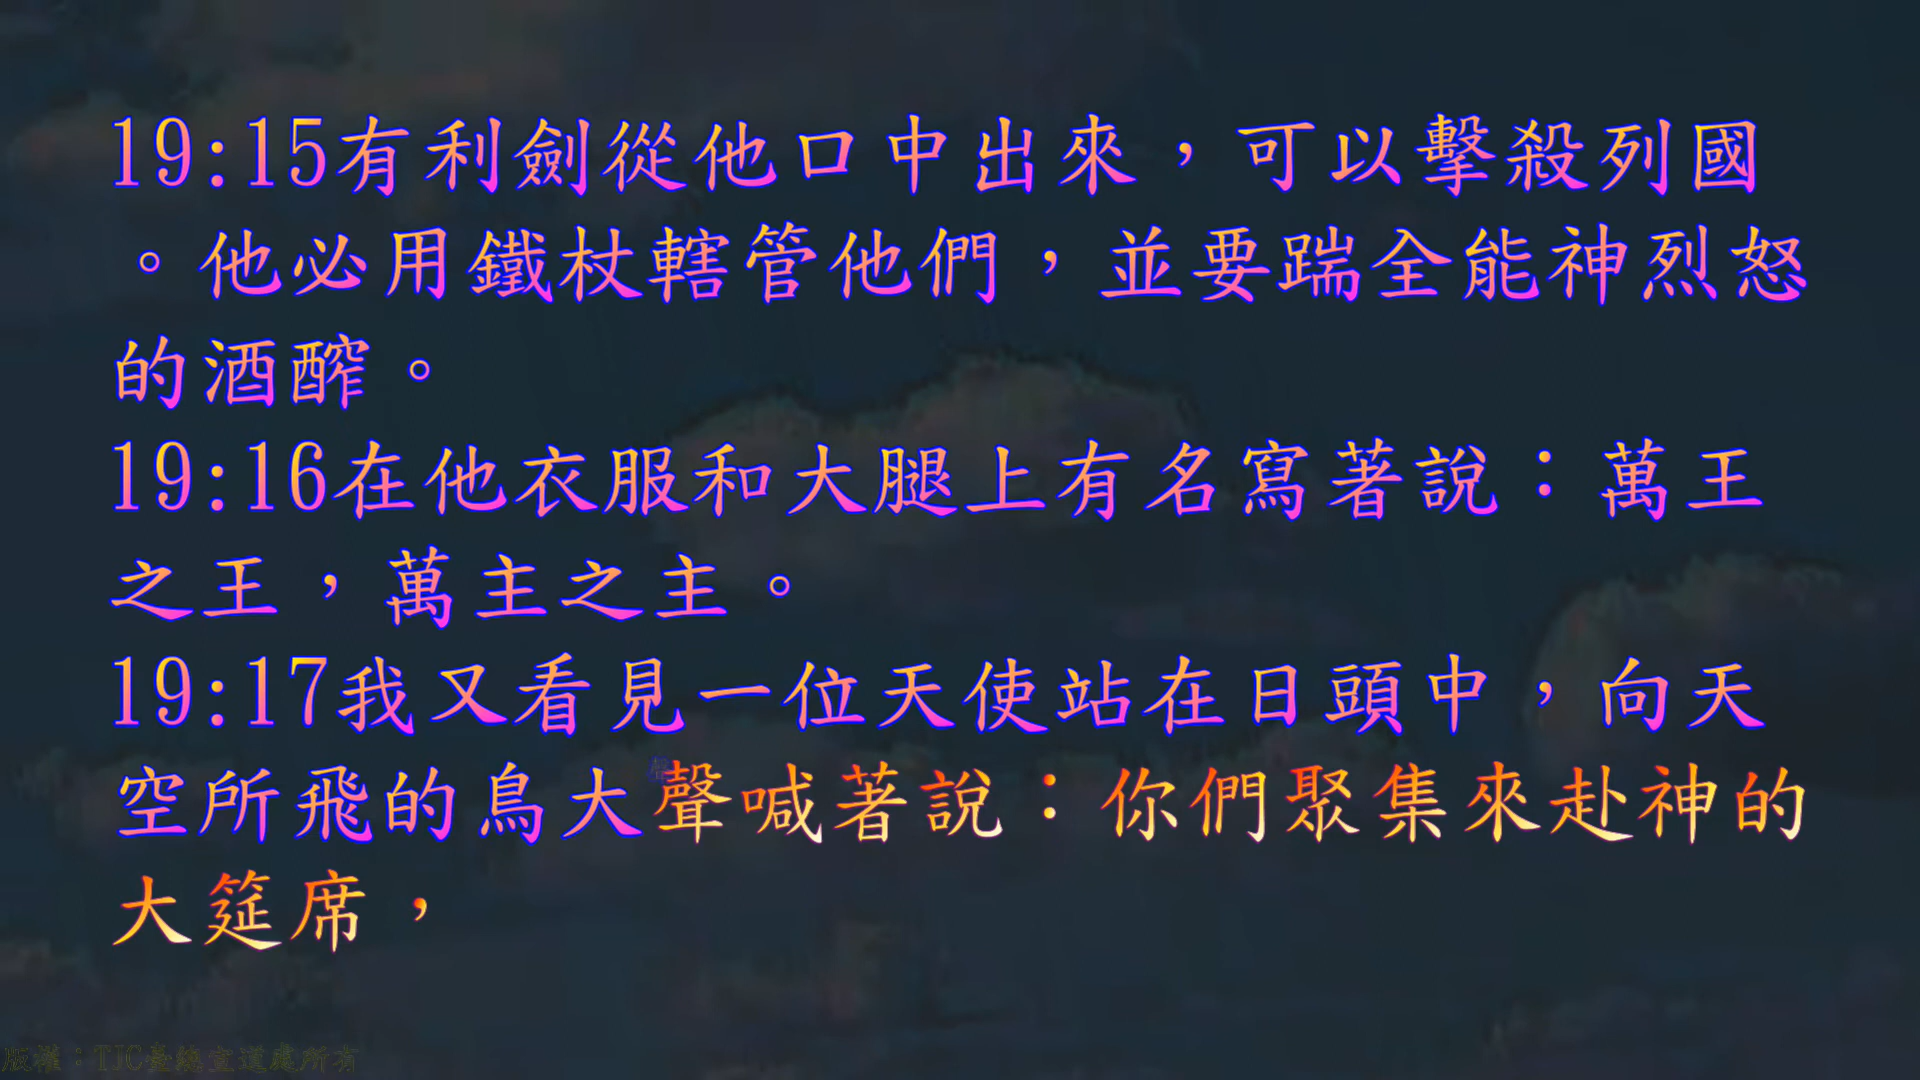 19:15有利劍從他口中出來，可以擊殺列國
。他必用鐵杖轄管他們，並要踹全能神烈怒
的酒醡。
19:16在他衣服和大腿上有名寫著說：萬王
之王，萬主之主。
19:17我又看見一位天使站在日頭中，向天
空所飛的鳥大聲喊著說：你們聚集來赴神的
大筵席，
版權：TJC臺總宣道處所有